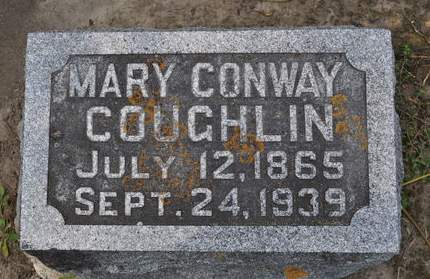 MARY CONWAY
COUGHLIN
JULY 12, 1865
SEPT. 24, 1939